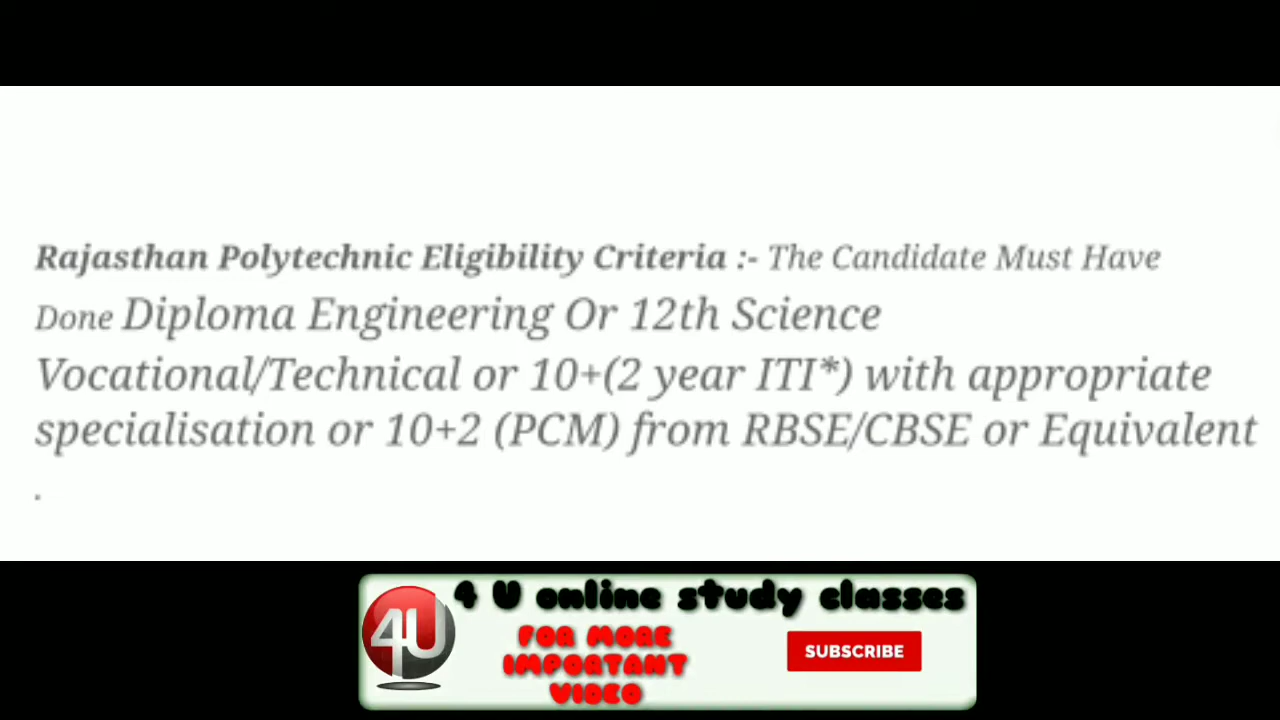 Rajasthan Polytechnic Eligibility Criteria :- The Candidate Must Have
Done Diploma Engineering Or 12th Science
Vocational/Technical or 10+(2 year ITI*) with appropriate
specialisation or 10+2 (PCM) from RBSE/CBSE or Equivalent
.
4U
4 U online study classes
FOR MORE
IMPORTANT
VIDEO
SUBSCRIBE